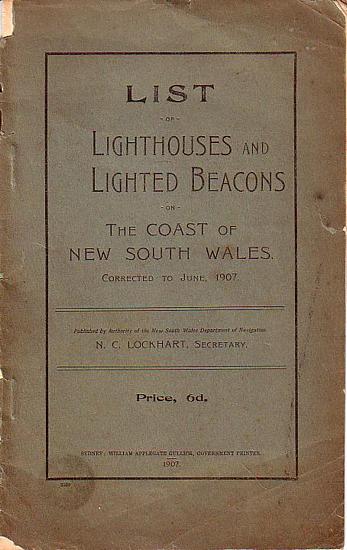 LIST
- OF -
LIGHTHOUSES AND
LIGHTED BEACONS
- ON -
THE COAST OF
NEW SOUTH WALES.
CORRECTED TO JUNE, 1907
Published by Authority of the New South Wales Department of Navigation
N. C. LOCKHART, SECRETARY.
Price, 6d.
SYDNEY: WILLIAM APPLEGATE GULLICK, GOVERNMENT PRINTER.
1907.